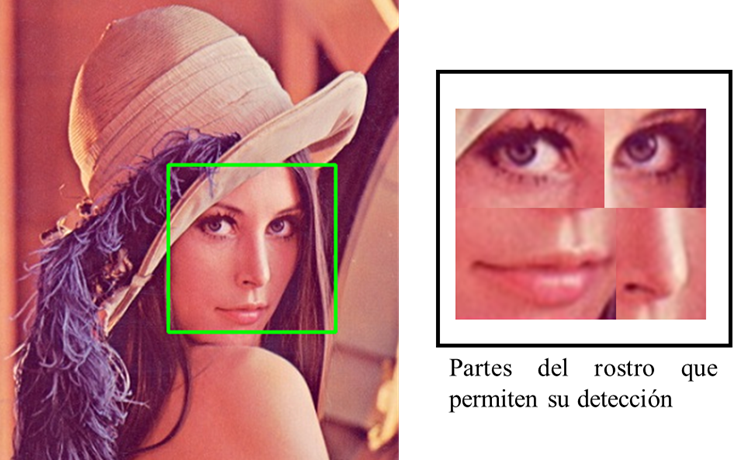 Partes del rostro que
permiten su detección